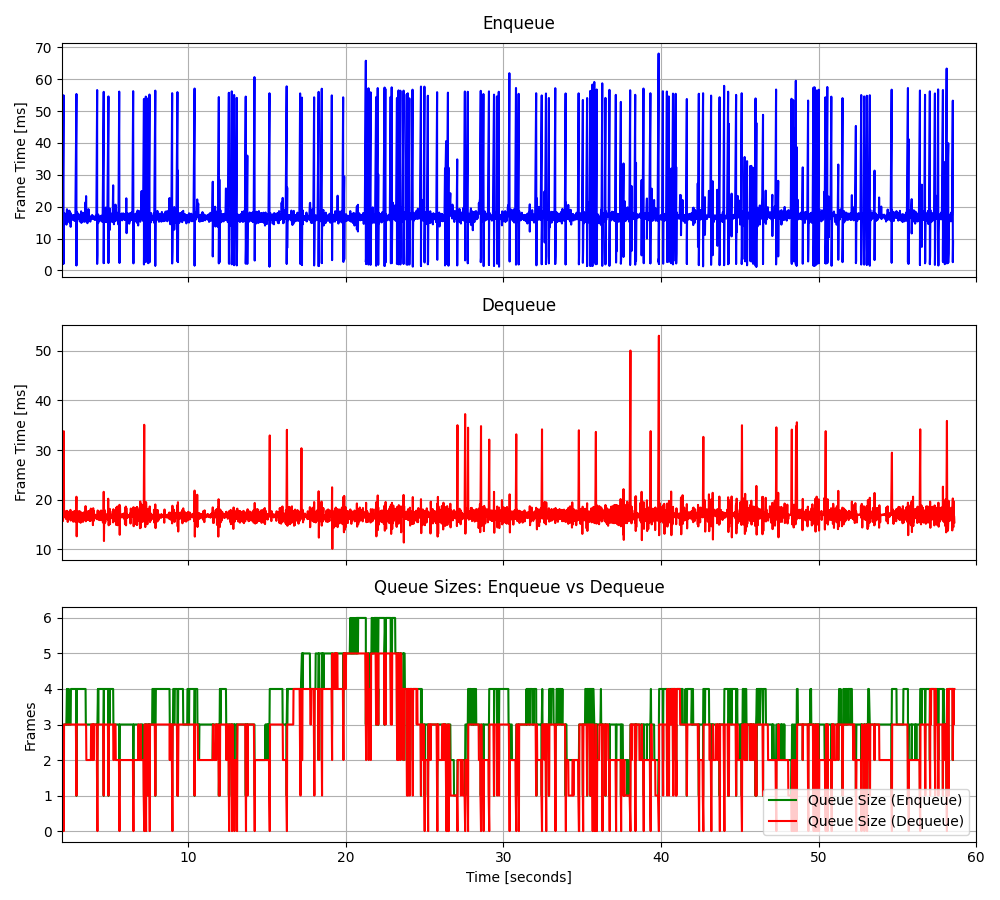 Enqueue
Frame Time [ms]
70
60
50
40
30
20
10
0
Dequeue
Frame Time [ms]
50
40
30
20
10
Queue Sizes: Enqueue vs Dequeue
Frames
6
5
4
3
2
1
0
Queue Size (Enqueue)
Queue Size (Dequeue)
10 20 30 40 50 60
Time [seconds]